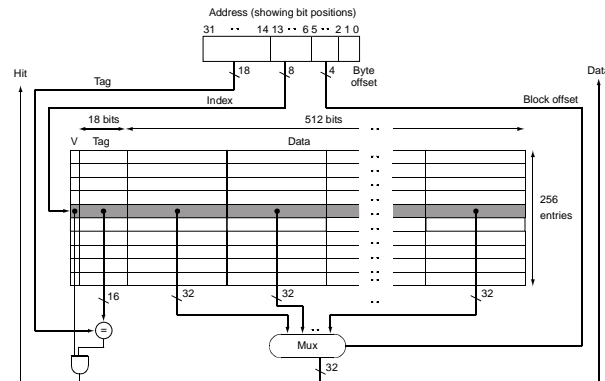 Address (showing bit positions)
31 ·· 14 13 ·· 6 5 ·· 2 1 0
Hit
Data
18
8
4
Byte
offset
Tag
Index
Block offset
18 bits
512 bits
··
V
Tag
Data
··
··
··
256
entries
··
··
··
16
32
32
··
32
=
··
Mux
32